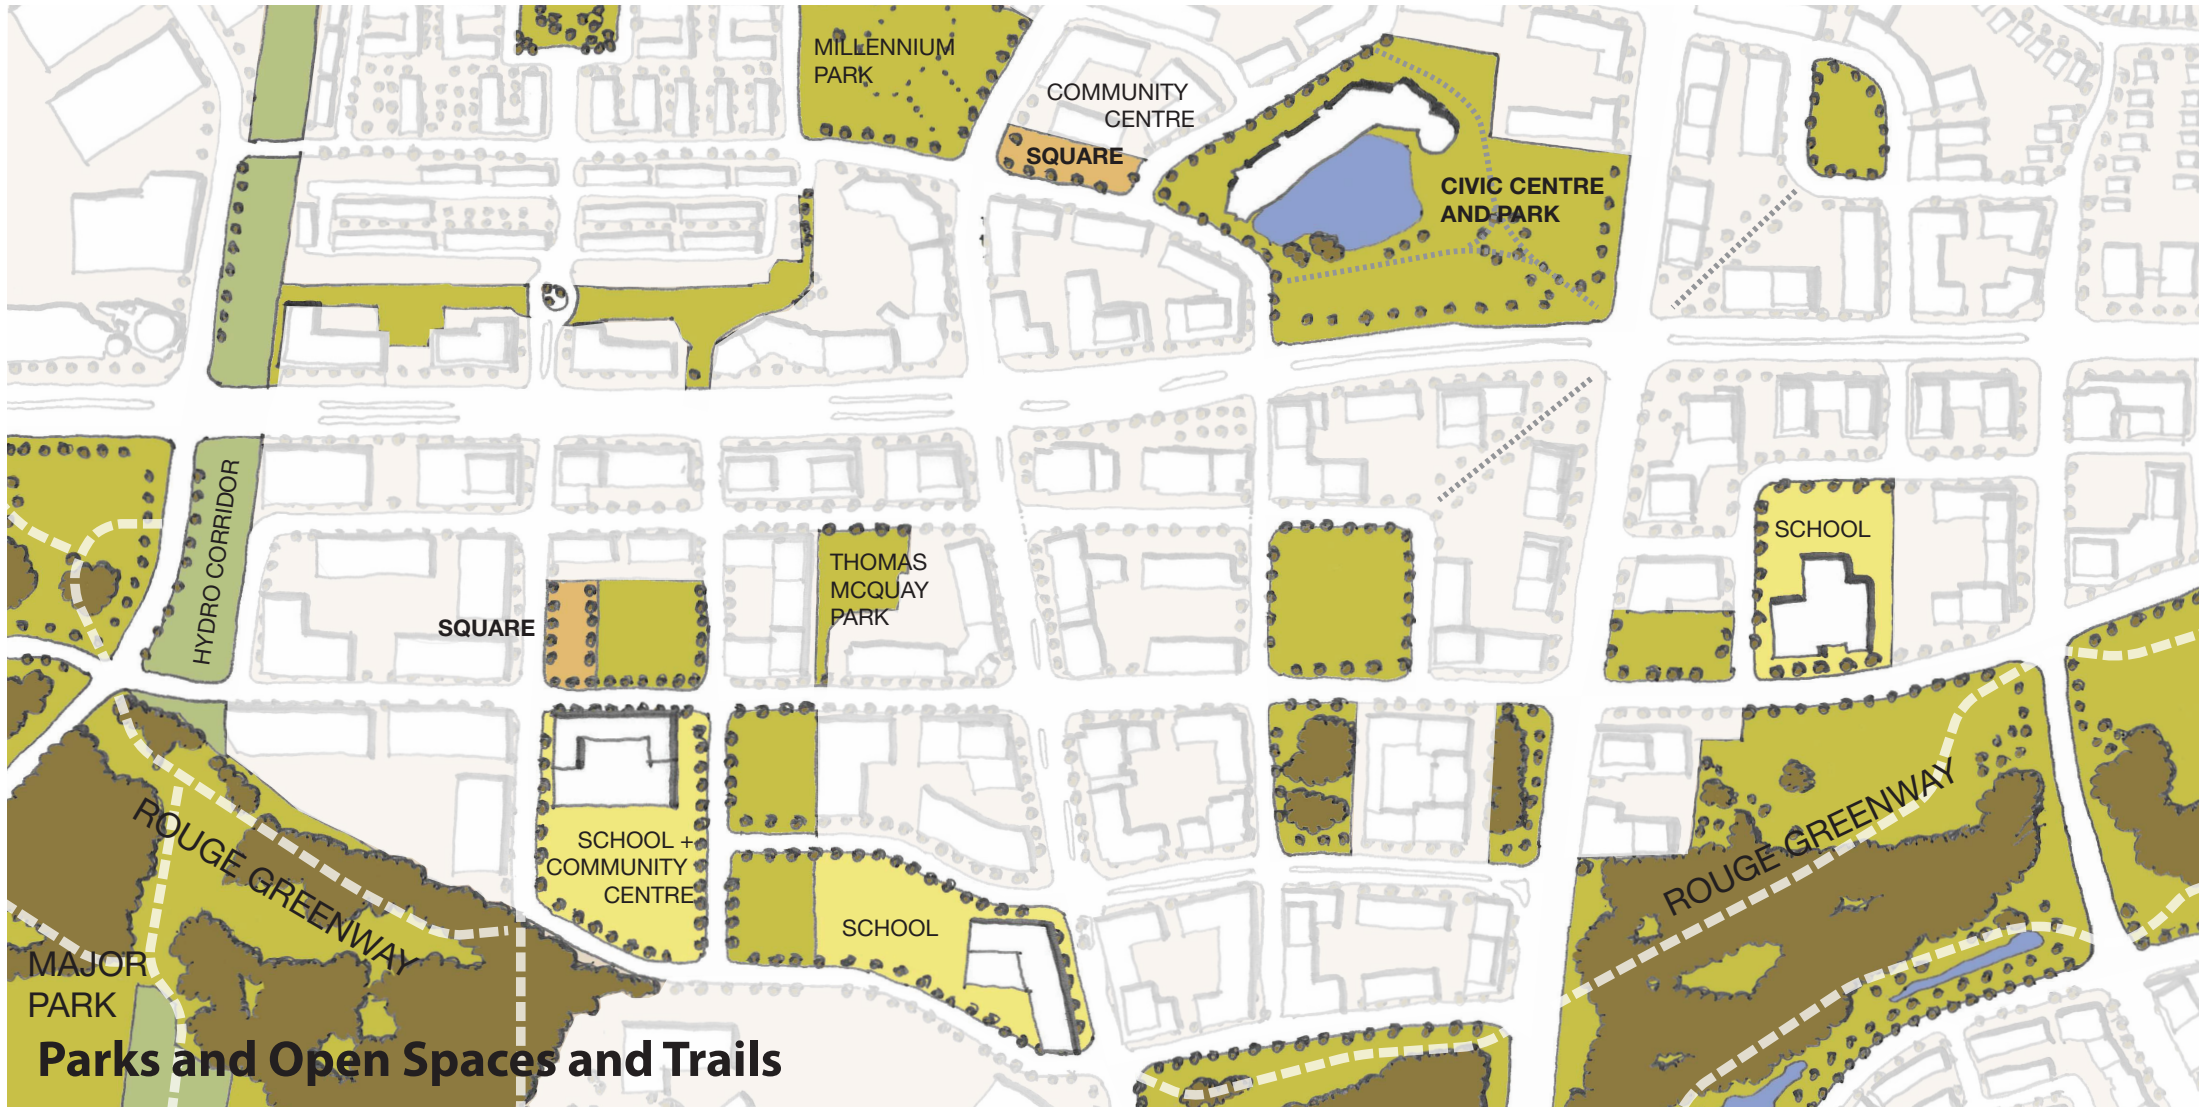 MILLENNIUM
PARK
COMMUNITY
CENTRE
SQUARE
CIVIC CENTRE
AND PARK
HYDRO CORRIDOR
SQUARE
THOMAS
MCQUAY
PARK
SCHOOL
SCHOOL +
COMMUNITY
CENTRE
SCHOOL
ROUGE GREENWAY
ROUGE GREENWAY
MAJOR
PARK
Parks and Open Spaces and Trails